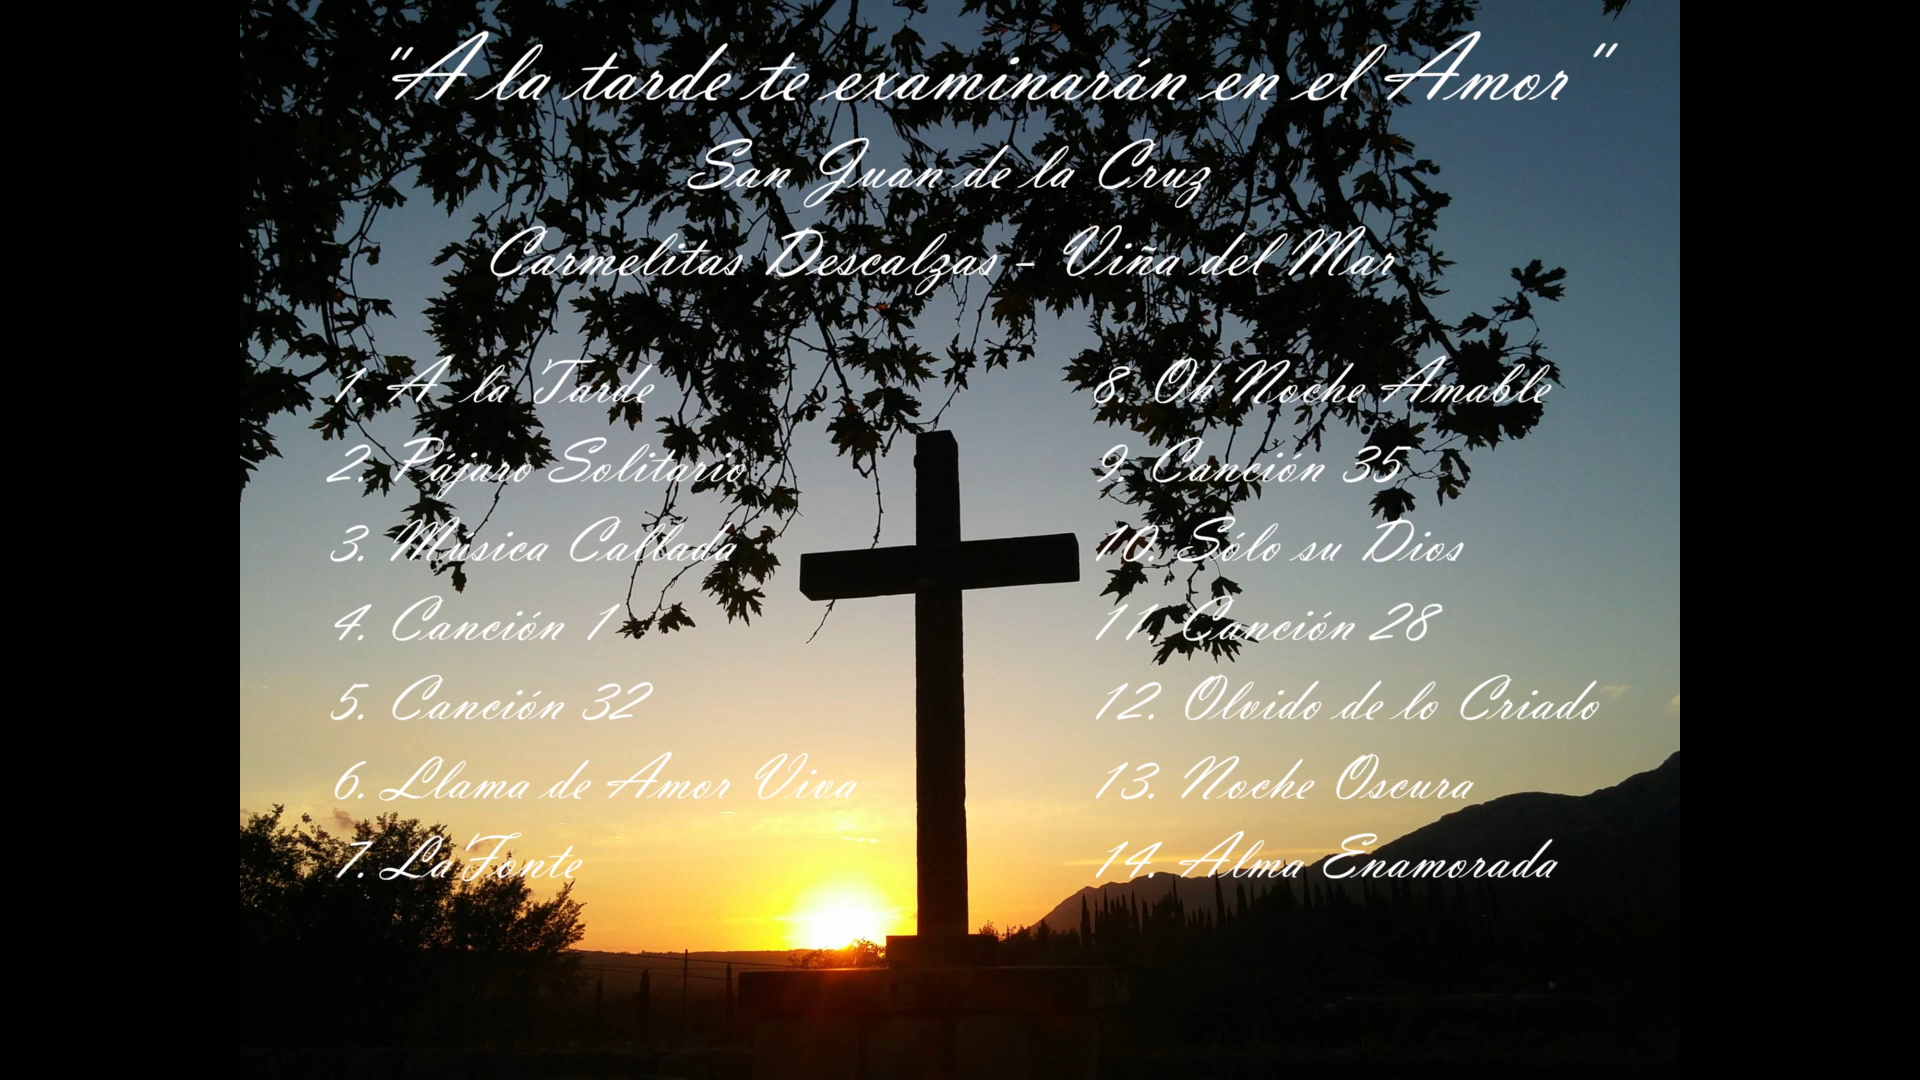 "A la tarde te examinarán en el Amor"
San Juan de la Cruz
Carmelitas Descalzas - Viña del Mar
1. A la Tarde
2. Pájaro Solitario
3. Música Callada
4. Canción 1
5. Canción 32
6. Llama de Amor Viva
7. La Fonte
8. Oh Noche Amable
9. Canción 35
10. Sólo su Dios
11. Canción 28
12. Olvido de lo Criado
13. Noche Oscura
14. Alma Enamorada